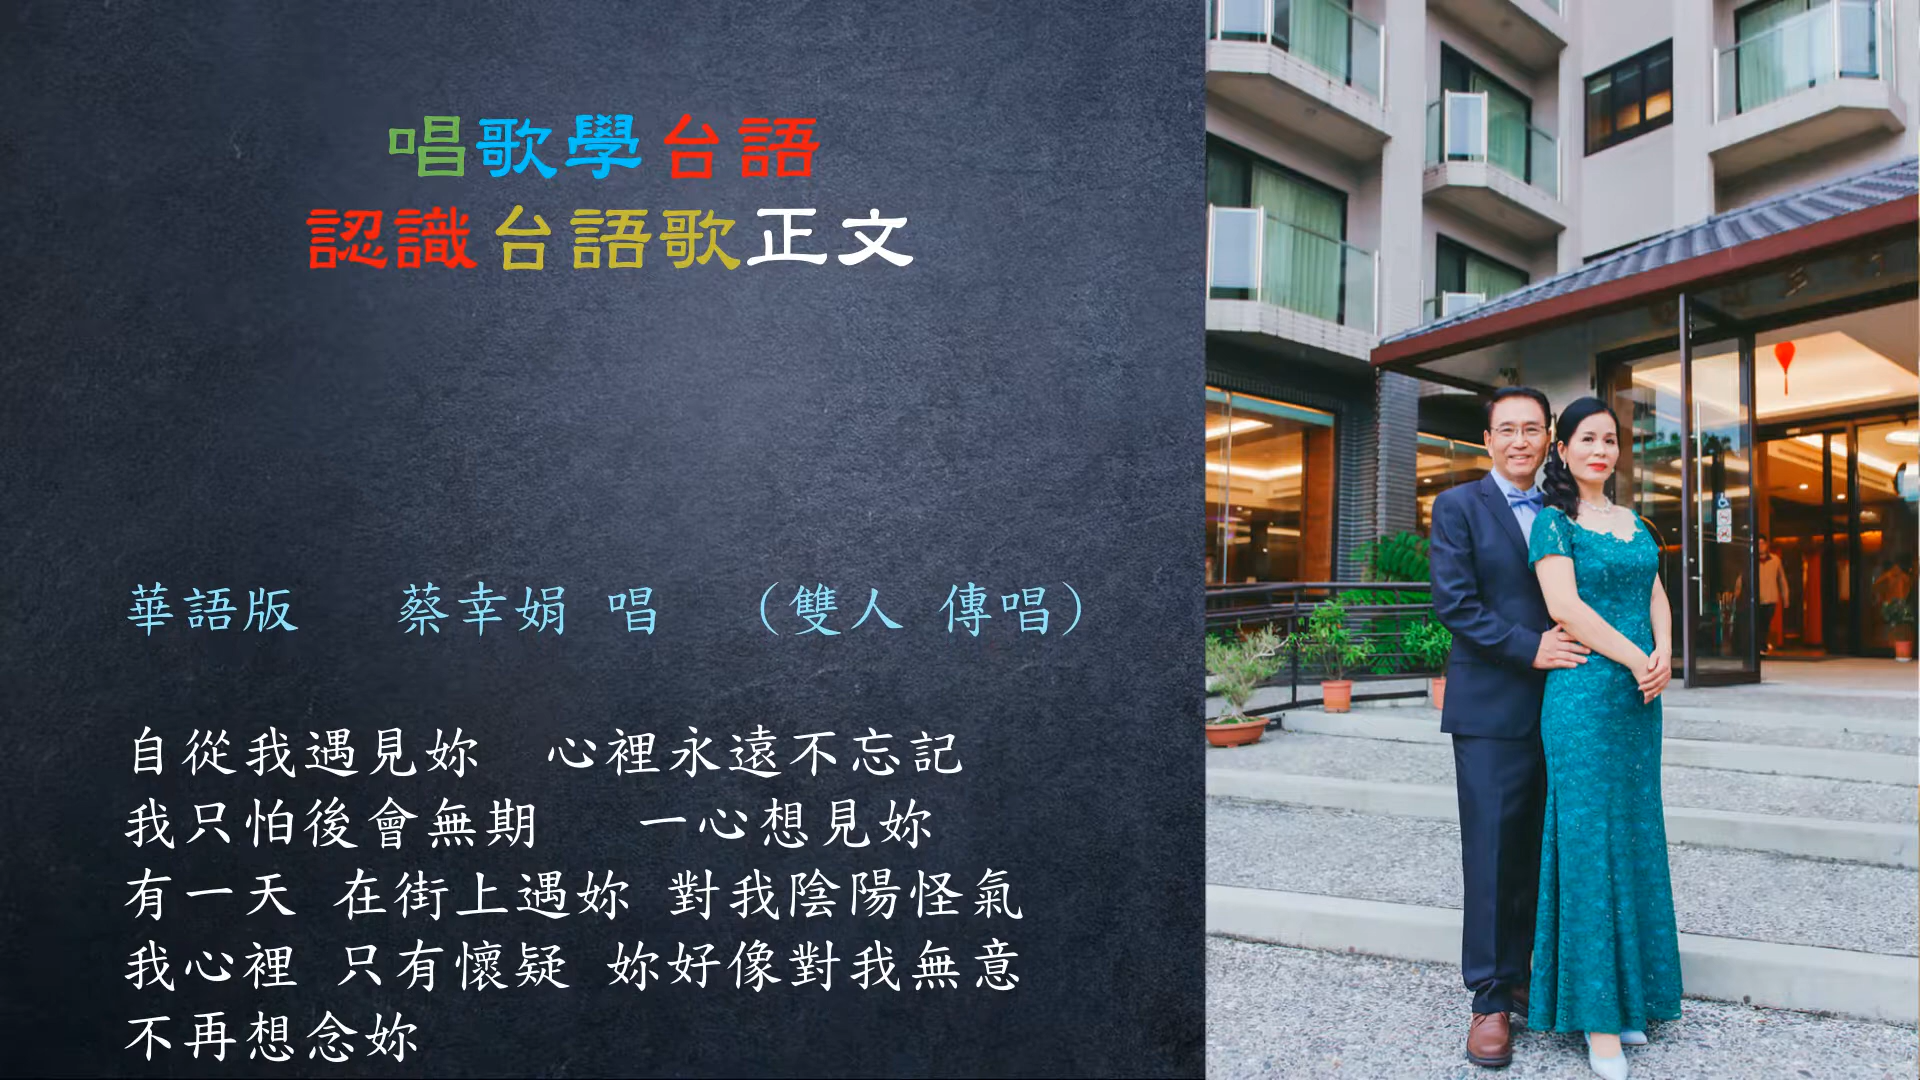 唱歌學台語
認識台語歌正文
華語版 蔡幸娟 唱 （雙人 傳唱）
自從我遇見妳 心裡永遠不忘記
我只怕後會無期 一心想見妳
有一天 在街上遇妳 對我陰陽怪氣
我心裡 只有懷疑 妳好像對我無意
不再想念妳